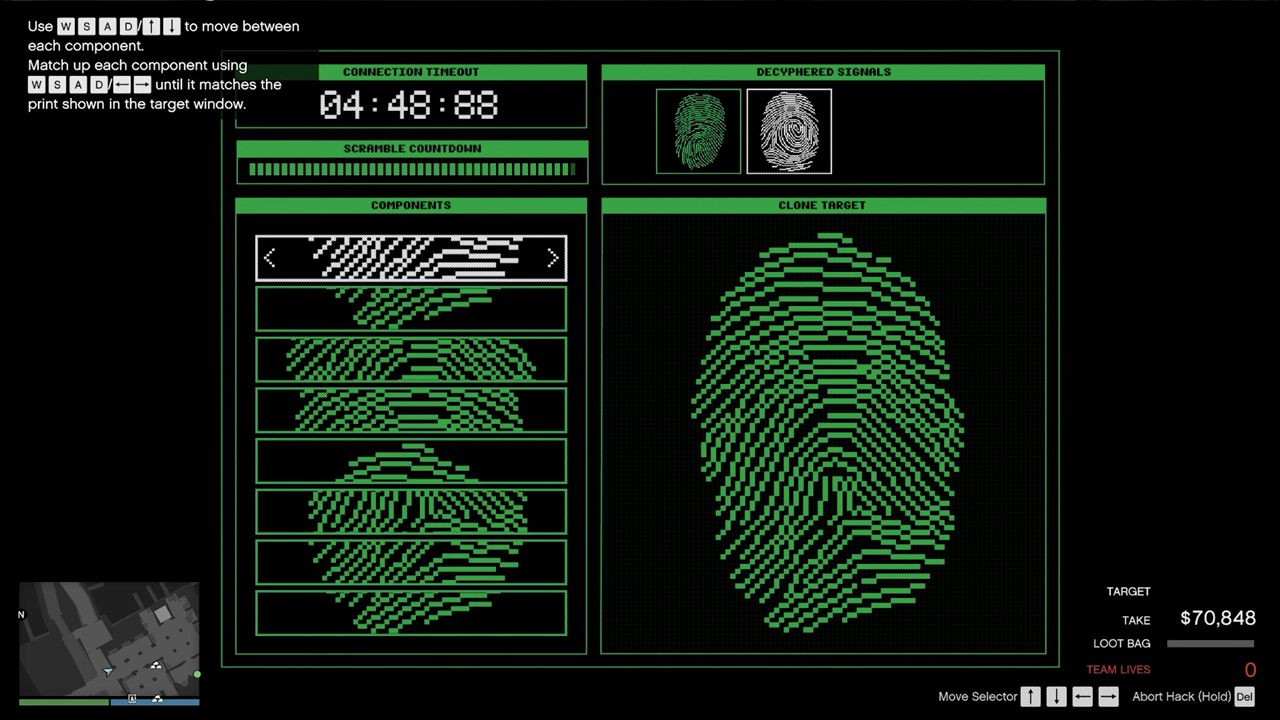 Use W S A D/↑ ↓ to move between
each component.
Match up each component using
W S A D/← → until it matches the
print shown in the target window.
CONNECTION TIMEOUT
04:48:88
SCRAMBLE COUNTDOWN
DECYPHERED SIGNALS
COMPONENTS
CLONE TARGET
N
TARGET
TAKE $70,848
LOOT BAG
TEAM LIVES 0
Move Selector ↑ ↓ ← → Abort Hack (Hold) Del